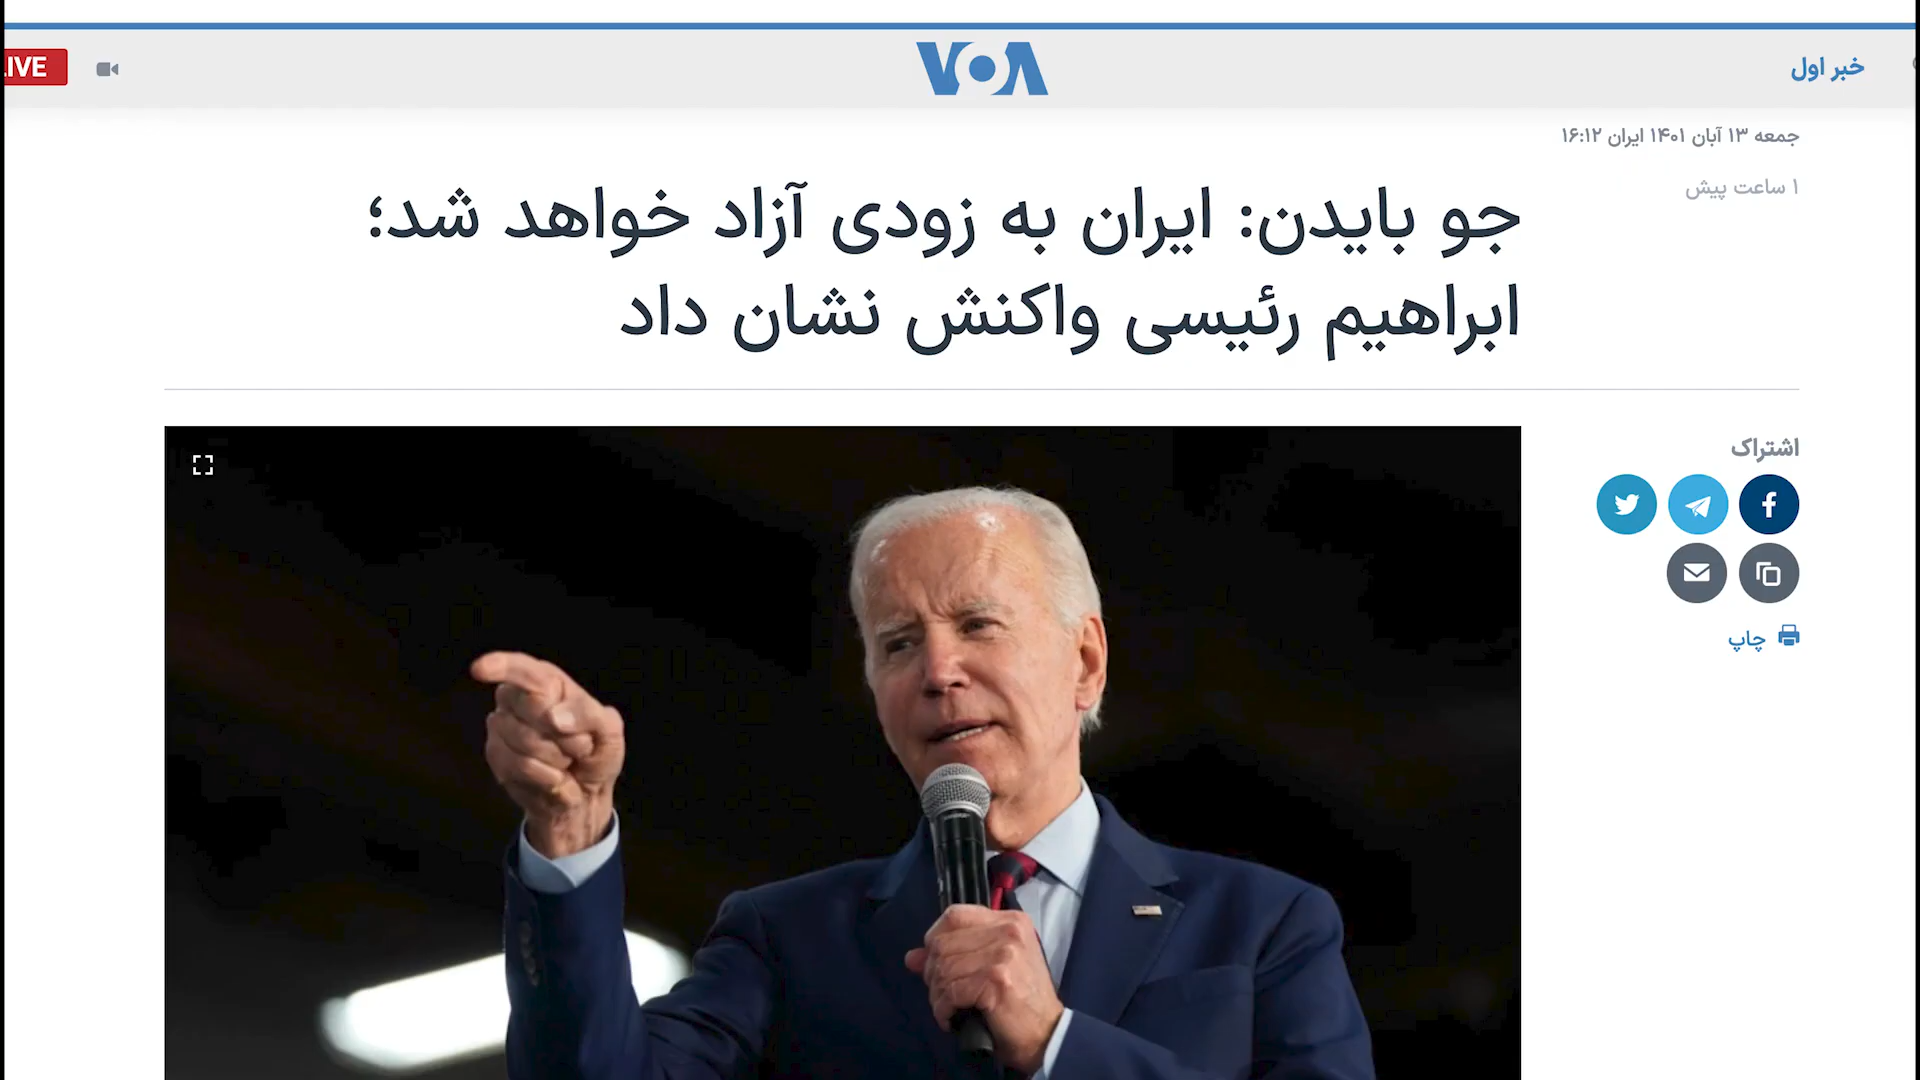 LIVE
VOA
خبر اول
جمعه ۱۳ آبان ۱۴۰۱ ایران ۱۶:۱۲
۱ ساعت پیش
جو بایدن: ایران به زودی آزاد خواهد شد؛
ابراهیم رئیسی واکنش نشان داد
اشتراک
چاپ